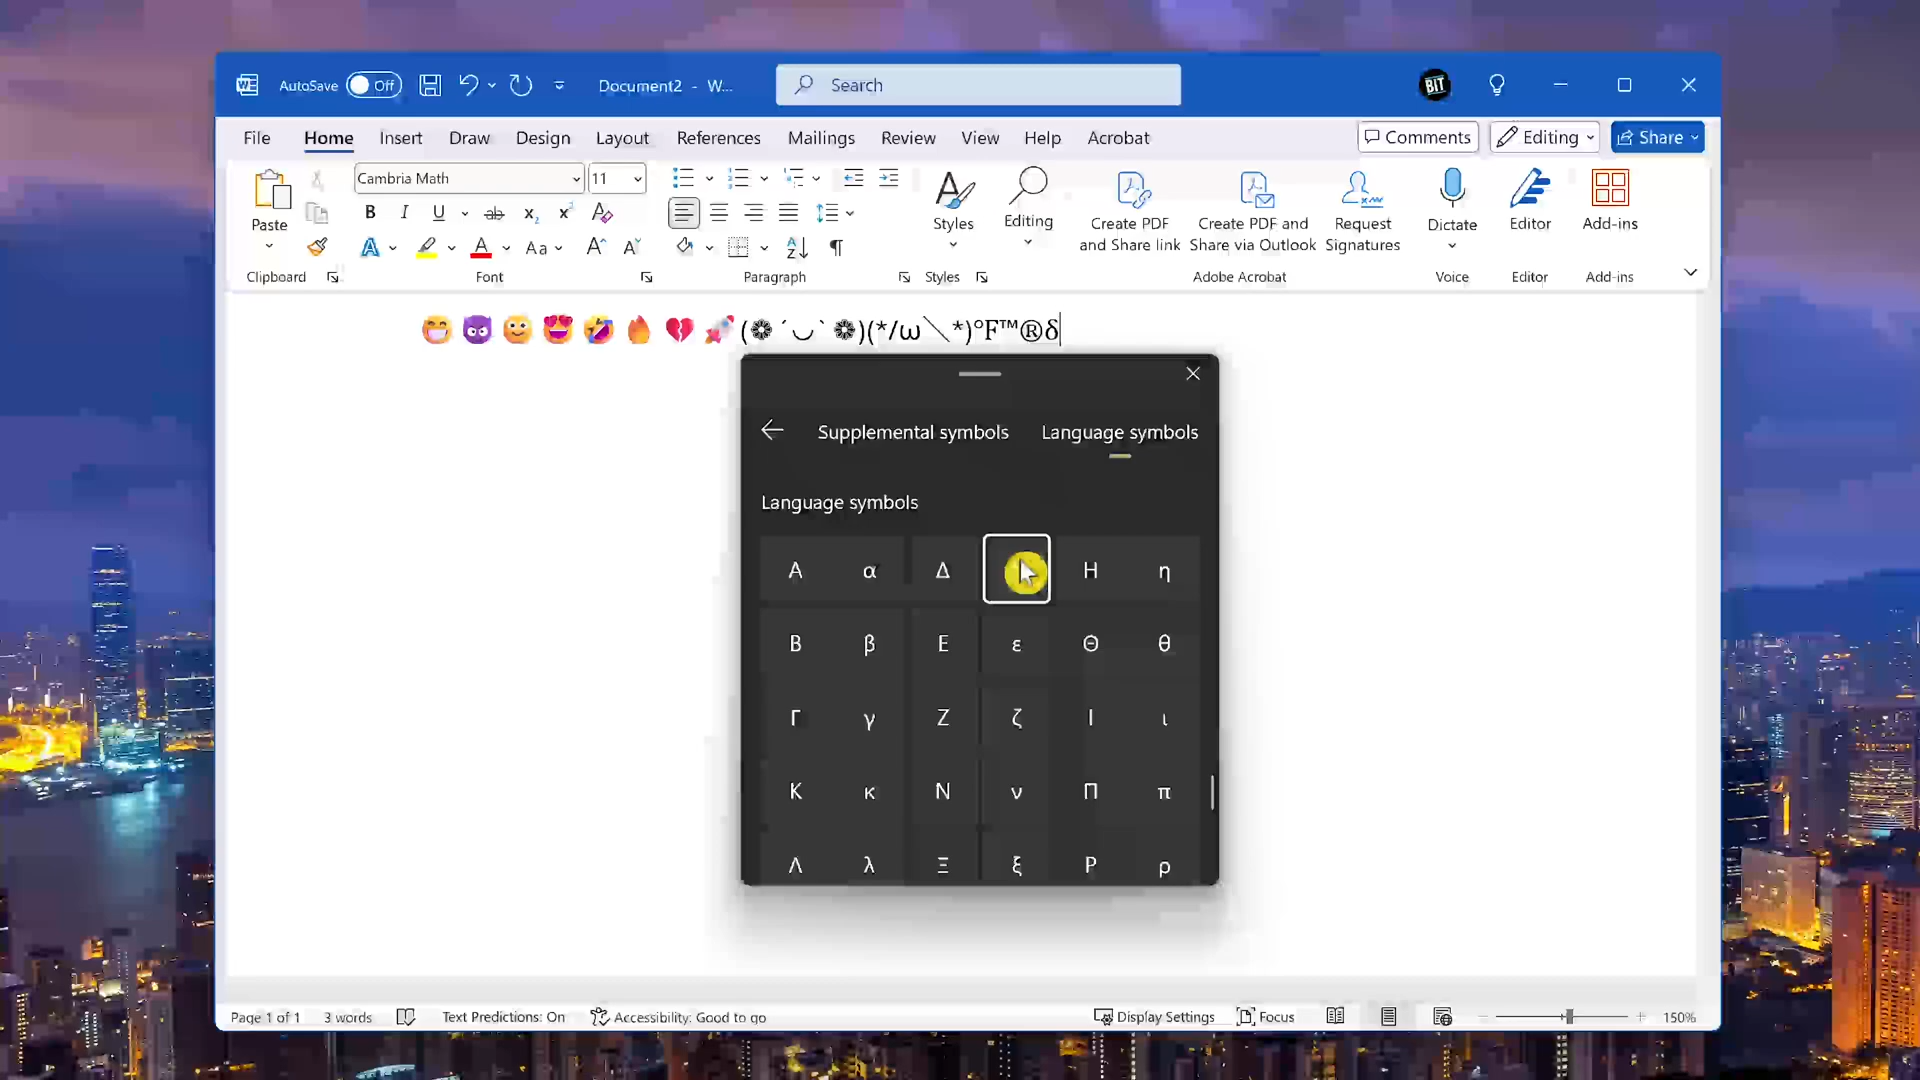 AutoSave Off Document2 - W... Search BIT
File Home Insert Draw Design Layout References Mailings Review View Help Acrobat Comments Editing Share
Paste Cambria Math 11 Styles Editing Create PDF and Share link Create PDF and Share via Outlook Request Signatures Dictate Editor Add-ins
Clipboard Font Paragraph Styles Adobe Acrobat Voice Editor Add-ins
😁 😈 🙂 😍 🤣 🔥 💔 🚀 (❁ ´◡` ❁)(*/ω＼*)℉™®δ
Supplemental symbols Language symbols
Language symbols
Α α Δ Η η
Β β Ε ε Θ θ
Γ γ Ζ ζ Ι ι
Κ κ Ν ν Π π
Λ λ Ξ ξ Ρ ρ
Page 1 of 1 3 words Text Predictions: On Accessibility: Good to go Display Settings Focus 150%